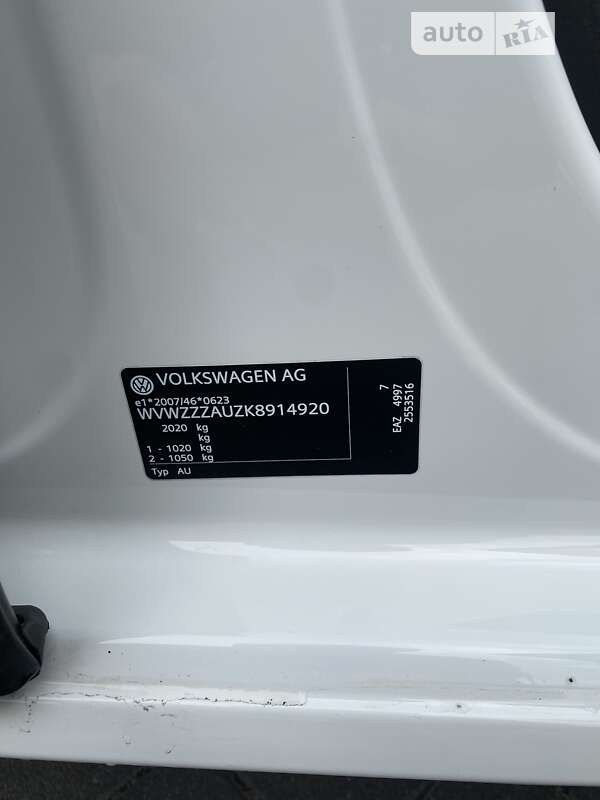 auto RIA
VOLKSWAGEN AG
e1*2007/46*0623
WVWZZZAUZK8914920
2020 kg
kg
1 - 1020 kg
2 - 1050 kg
Typ AU
7
EAZ 4997
2553516